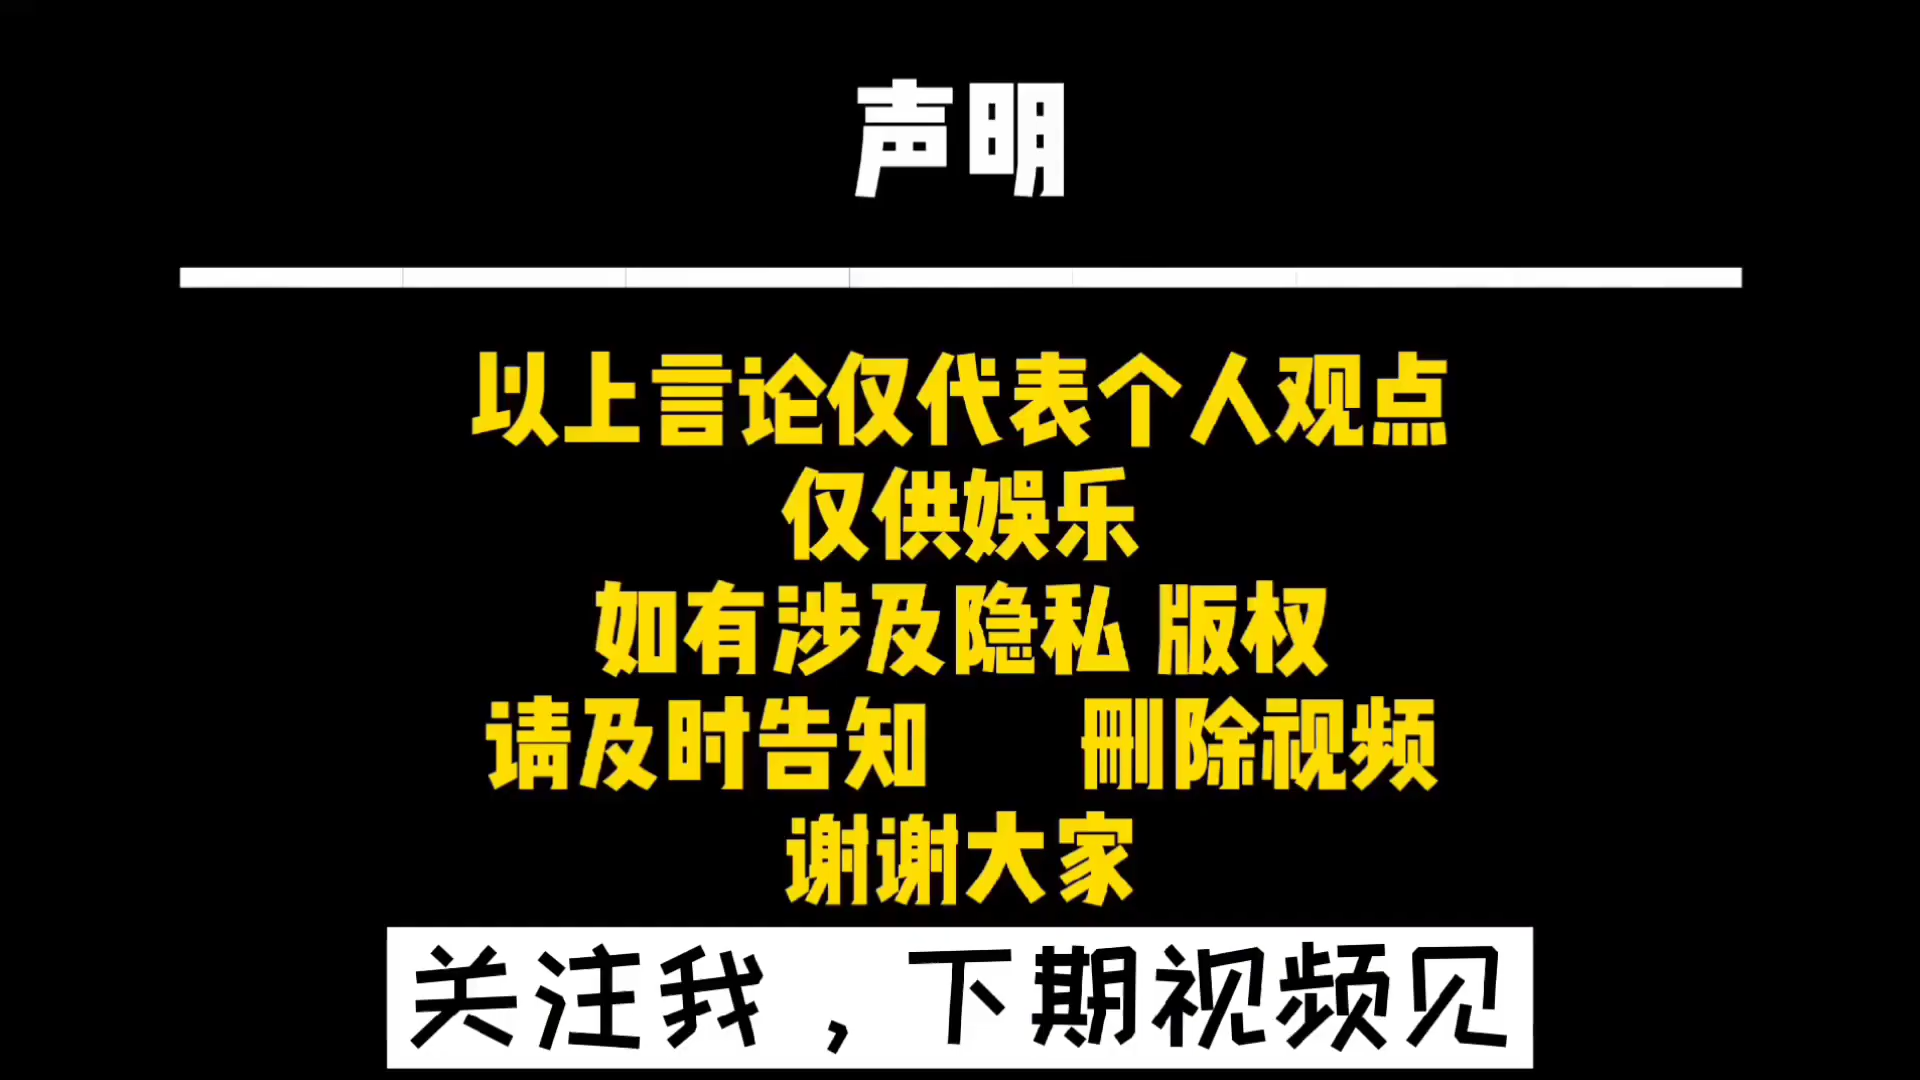 声明
以上言论仅代表个人观点
仅供娱乐
如有涉及隐私 版权
请及时告知 删除视频
谢谢大家
关注我，下期视频见